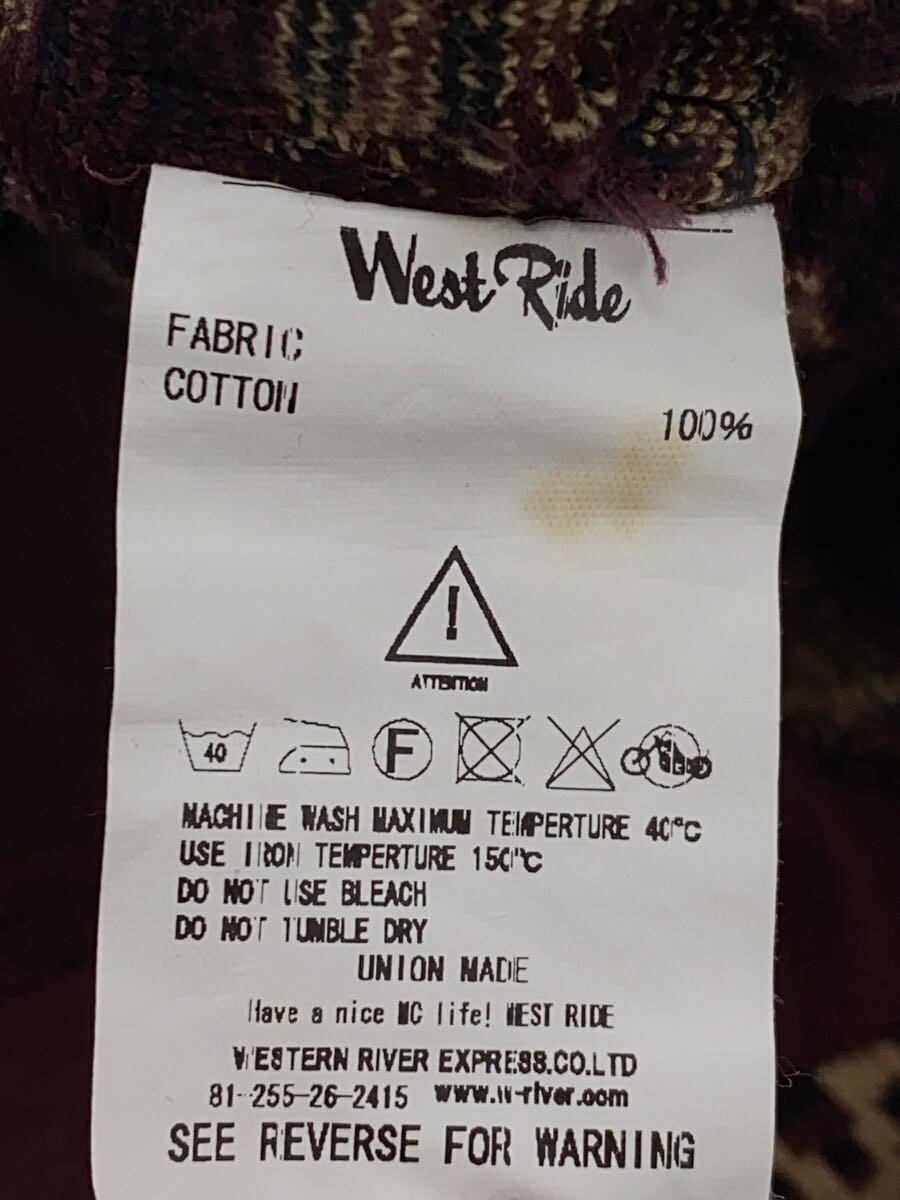 West Ride
FABRIC
COTTON
100%
!
ATTENTION
40
F
MACHINE WASH MAXIMUM TEMPERTURE 40°C
USE IRON TEMPERTURE 150°C
DO NOT USE BLEACH
DO NOT TUMBLE DRY
UNION MADE
Have a nice MC life! WEST RIDE
WESTERN RIVER EXPRESS.CO.LTD
81-255-26-2415 www.w-river.com
SEE REVERSE FOR WARNING